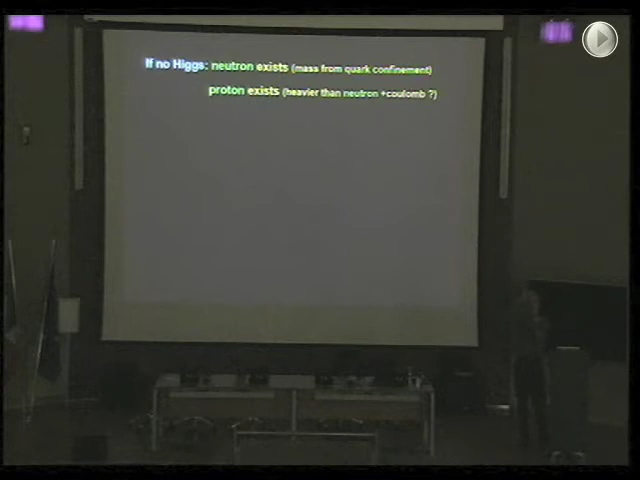 If no Higgs: neutron exists (mass from quark confinement)
proton exists (heavier than neutron +coulomb ?)